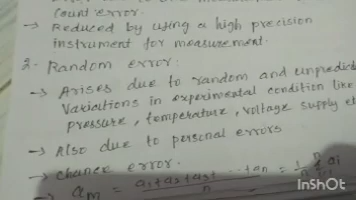 count error.
→ Reduced by using a high precision
instrument for measurement.
2. Random error:
→ Arises due to random and unpredic
Variations in experimental condition like
pressure, temperature, voltage supply et
→ Also due to personal errors
→ chance error.
→ am = a1+a2+a3+ ... +an / n = 1/n Σ ai
InShOt